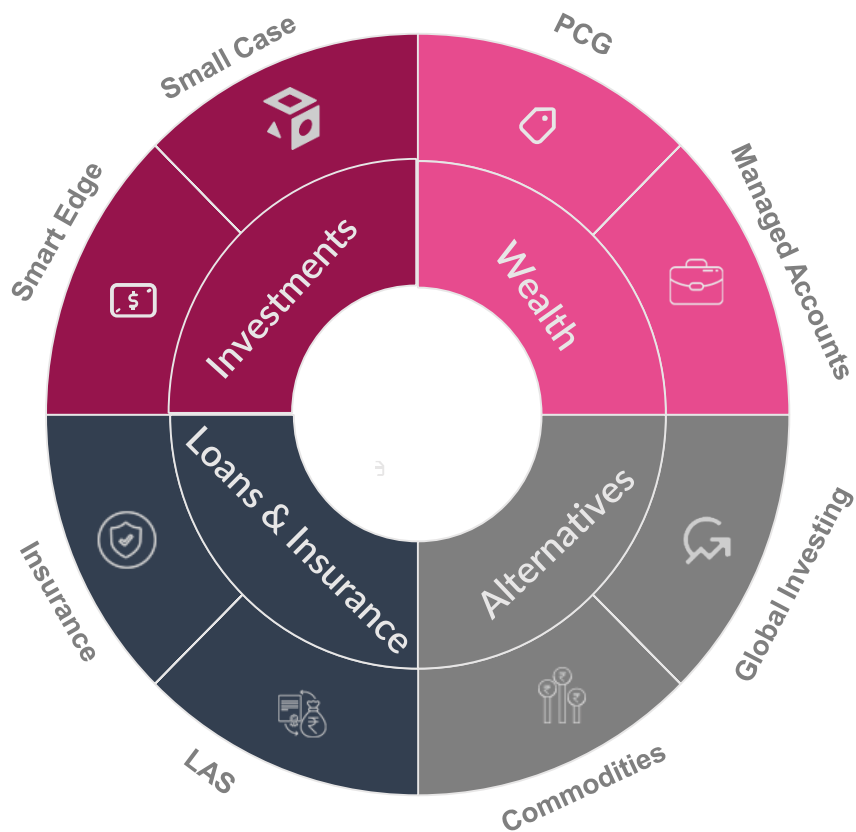 Small Case
PCG
Smart Edge
Managed Accounts
Investments
Wealth
Loans & Insurance
Alternatives
Insurance
Global Investing
LAS
Commodities
$
₹
₹
₹
₹